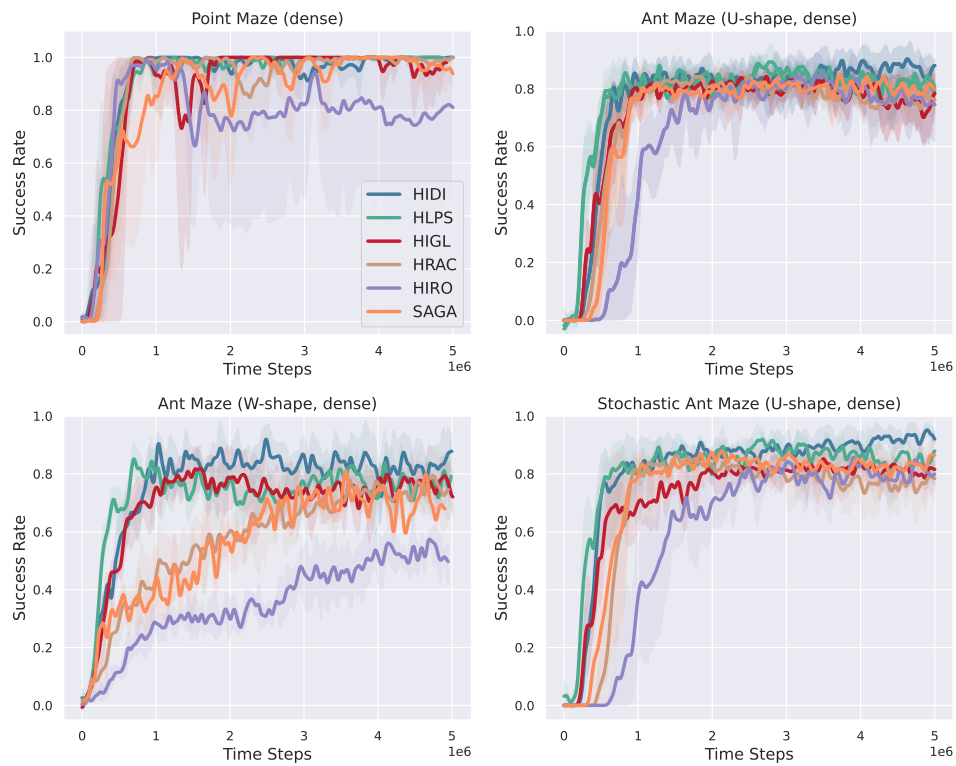 Point Maze (dense)
Success Rate
1.0
0.8
0.6
0.4
0.2
0.0
HIDI
HLPS
HIGL
HRAC
HIRO
SAGA
0 1 2 3 4 5
1e6
Time Steps
Ant Maze (U-shape, dense)
Success Rate
1.0
0.8
0.6
0.4
0.2
0.0
0 1 2 3 4 5
1e6
Time Steps
Ant Maze (W-shape, dense)
Success Rate
1.0
0.8
0.6
0.4
0.2
0.0
0 1 2 3 4 5
1e6
Time Steps
Stochastic Ant Maze (U-shape, dense)
Success Rate
1.0
0.8
0.6
0.4
0.2
0.0
0 1 2 3 4 5
1e6
Time Steps